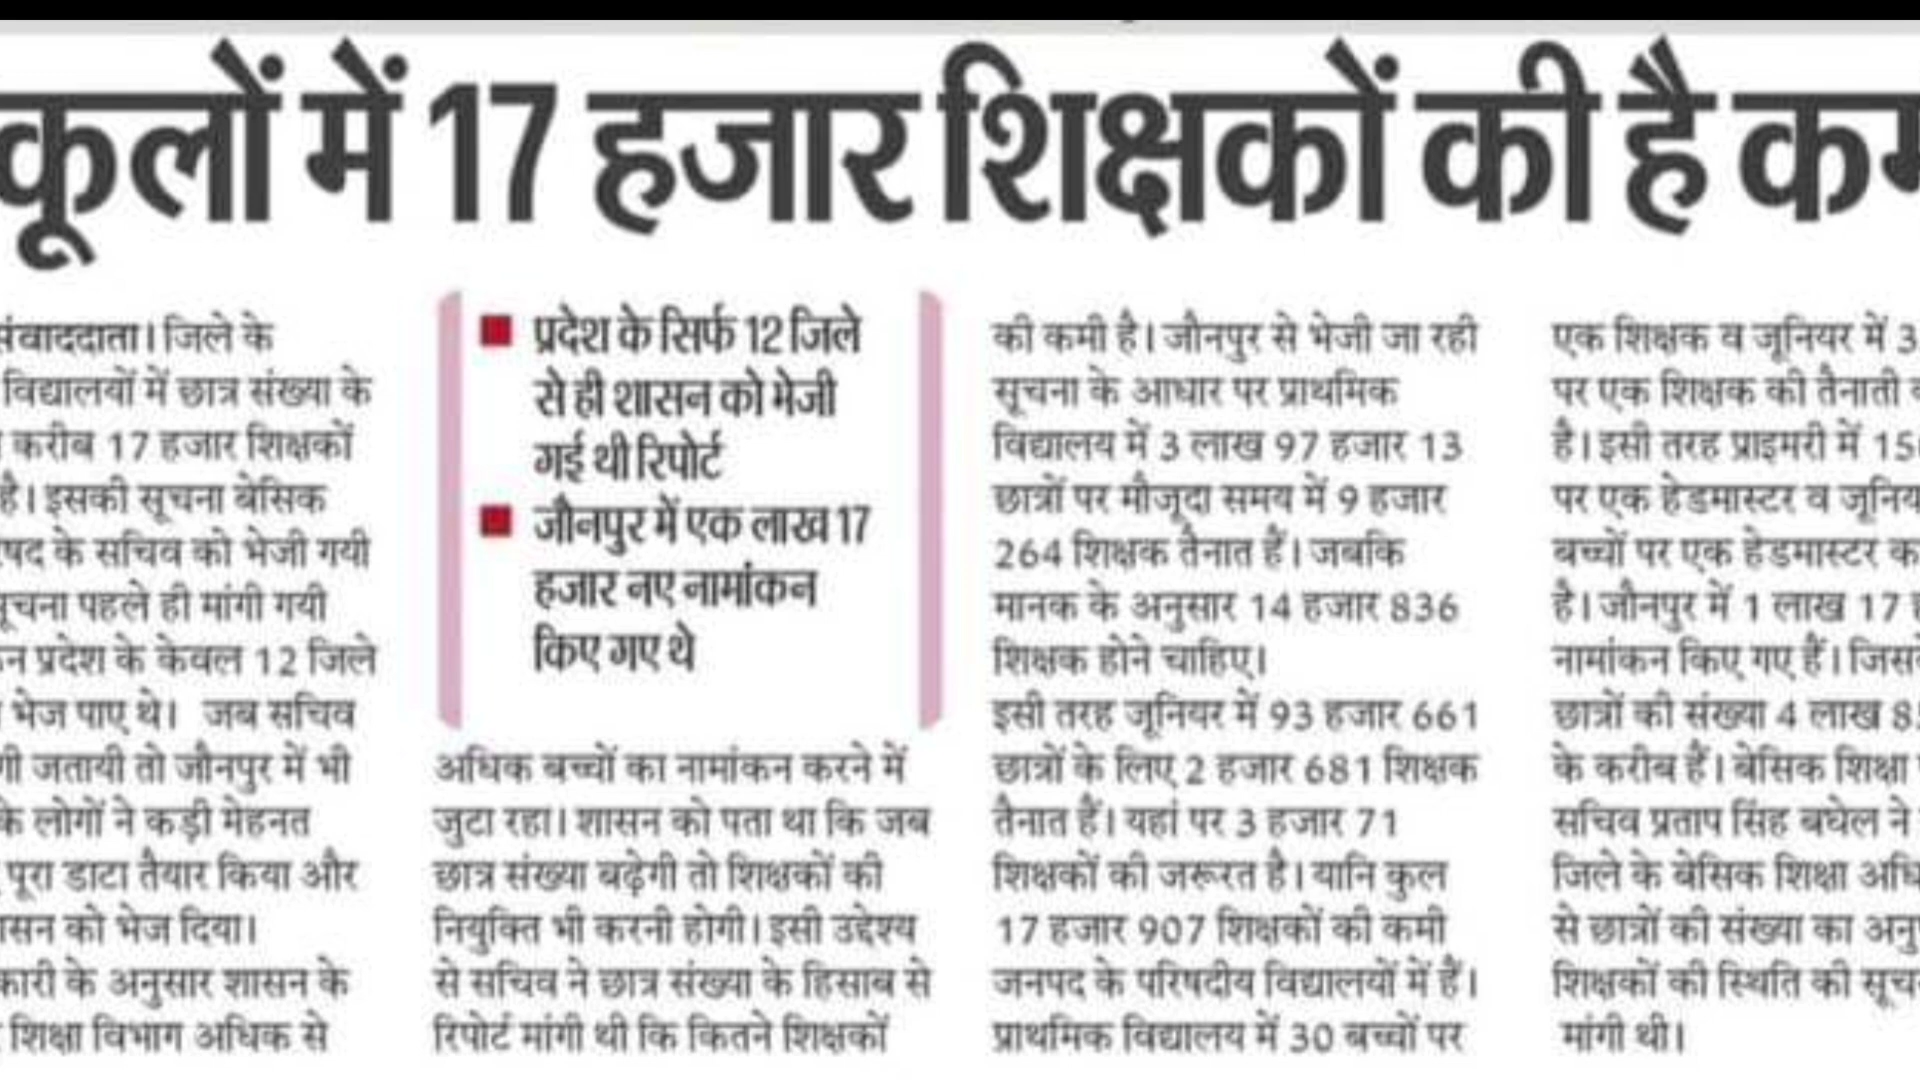 कूलों में 17 हजार शिक्षकों की है कम
संवाददाता। जिले के
विद्यालयों में छात्र संख्या के
करीब 17 हजार शिक्षकों
है। इसकी सूचना बेसिक
षद के सचिव को भेजी गयी
सूचना पहले ही मांगी गयी
न प्रदेश के केवल 12 जिले
भेज पाए थे। जब सचिव
गी जतायी तो जौनपुर में भी
के लोगों ने कड़ी मेहनत
पूरा डाटा तैयार किया और
ासन को भेज दिया।
कारी के अनुसार शासन के
शिक्षा विभाग अधिक से
■ प्रदेश के सिर्फ 12 जिले
से ही शासन को भेजी
गई थी रिपोर्ट
■ जौनपुर में एक लाख 17
हजार नए नामांकन
किए गए थे
अधिक बच्चों का नामांकन करने में
जुटा रहा। शासन को पता था कि जब
छात्र संख्या बढ़ेगी तो शिक्षकों की
नियुक्ति भी करनी होगी। इसी उद्देश्य
से सचिव ने छात्र संख्या के हिसाब से
रिपोर्ट मांगी थी कि कितने शिक्षकों
की कमी है। जौनपुर से भेजी जा रही
सूचना के आधार पर प्राथमिक
विद्यालय में 3 लाख 97 हजार 13
छात्रों पर मौजूदा समय में 9 हजार
264 शिक्षक तैनात हैं। जबकि
मानक के अनुसार 14 हजार 836
शिक्षक होने चाहिए।
इसी तरह जूनियर में 93 हजार 661
छात्रों के लिए 2 हजार 681 शिक्षक
तैनात हैं। यहां पर 3 हजार 71
शिक्षकों की जरूरत है। यानि कुल
17 हजार 907 शिक्षकों की कमी
जनपद के परिषदीय विद्यालयों में हैं।
प्राथमिक विद्यालय में 30 बच्चों पर
एक शिक्षक व जूनियर में 3
पर एक शिक्षक की तैनाती
है। इसी तरह प्राइमरी में 15
पर एक हेडमास्टर व जूनिय
बच्चों पर एक हेडमास्टर क
है। जौनपुर में 1 लाख 17
नामांकन किए गए हैं। जिस
छात्रों की संख्या 4 लाख 8
के करीब हैं। बेसिक शिक्षा
सचिव प्रताप सिंह बघेल ने
जिले के बेसिक शिक्षा अधि
से छात्रों की संख्या का अनु
शिक्षकों की स्थिति की सूच
मांगी थी।